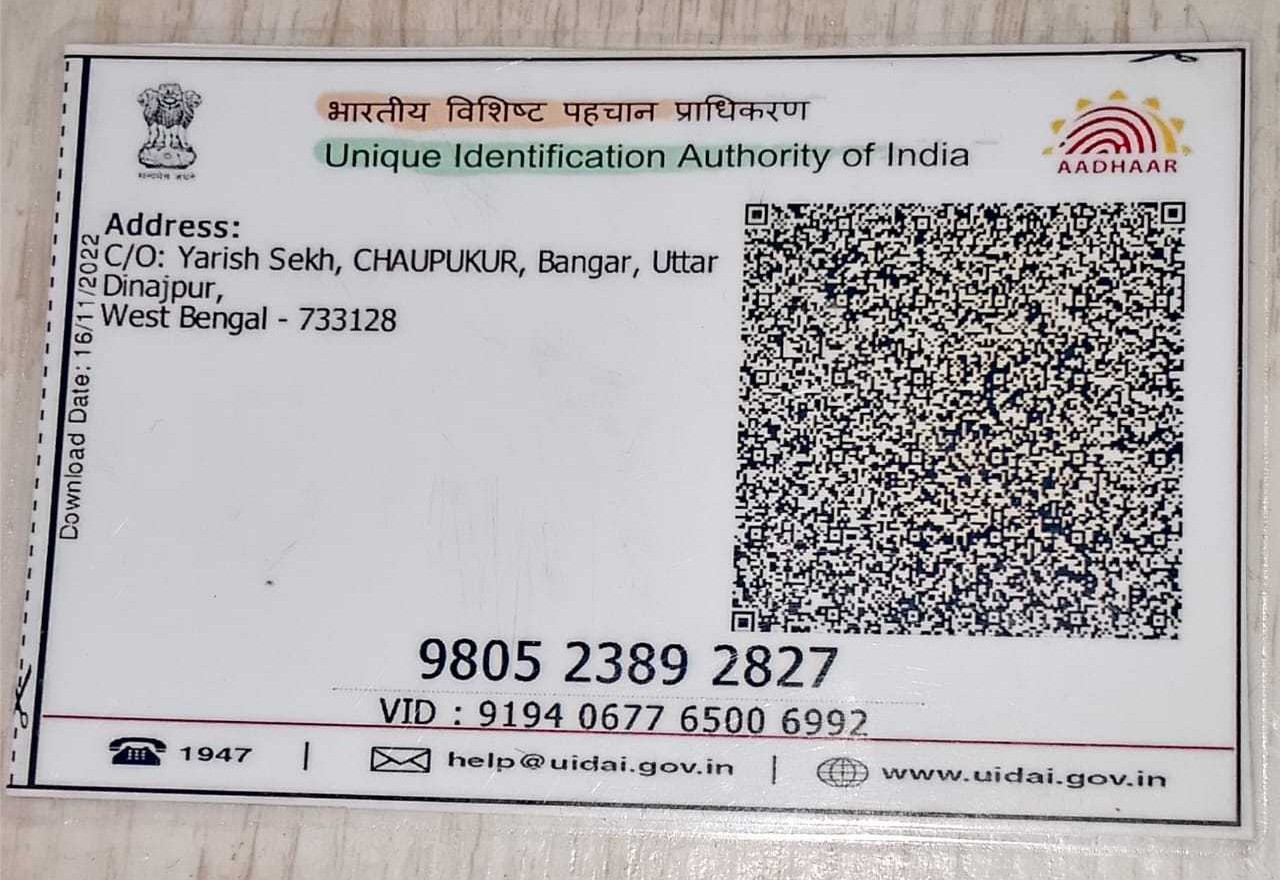 भारतीय विशिष्ट पहचान प्राधिकरण
Unique Identification Authority of India
AADHAAR
Address:
C/O: Yarish Sekh, CHAUPUKUR, Bangar, Uttar
Dinajpur,
West Bengal - 733128
Download Date: 16/11/2022
9805 2389 2827
VID : 9194 0677 6500 6992
1947 | help@uidai.gov.in | www.uidai.gov.in